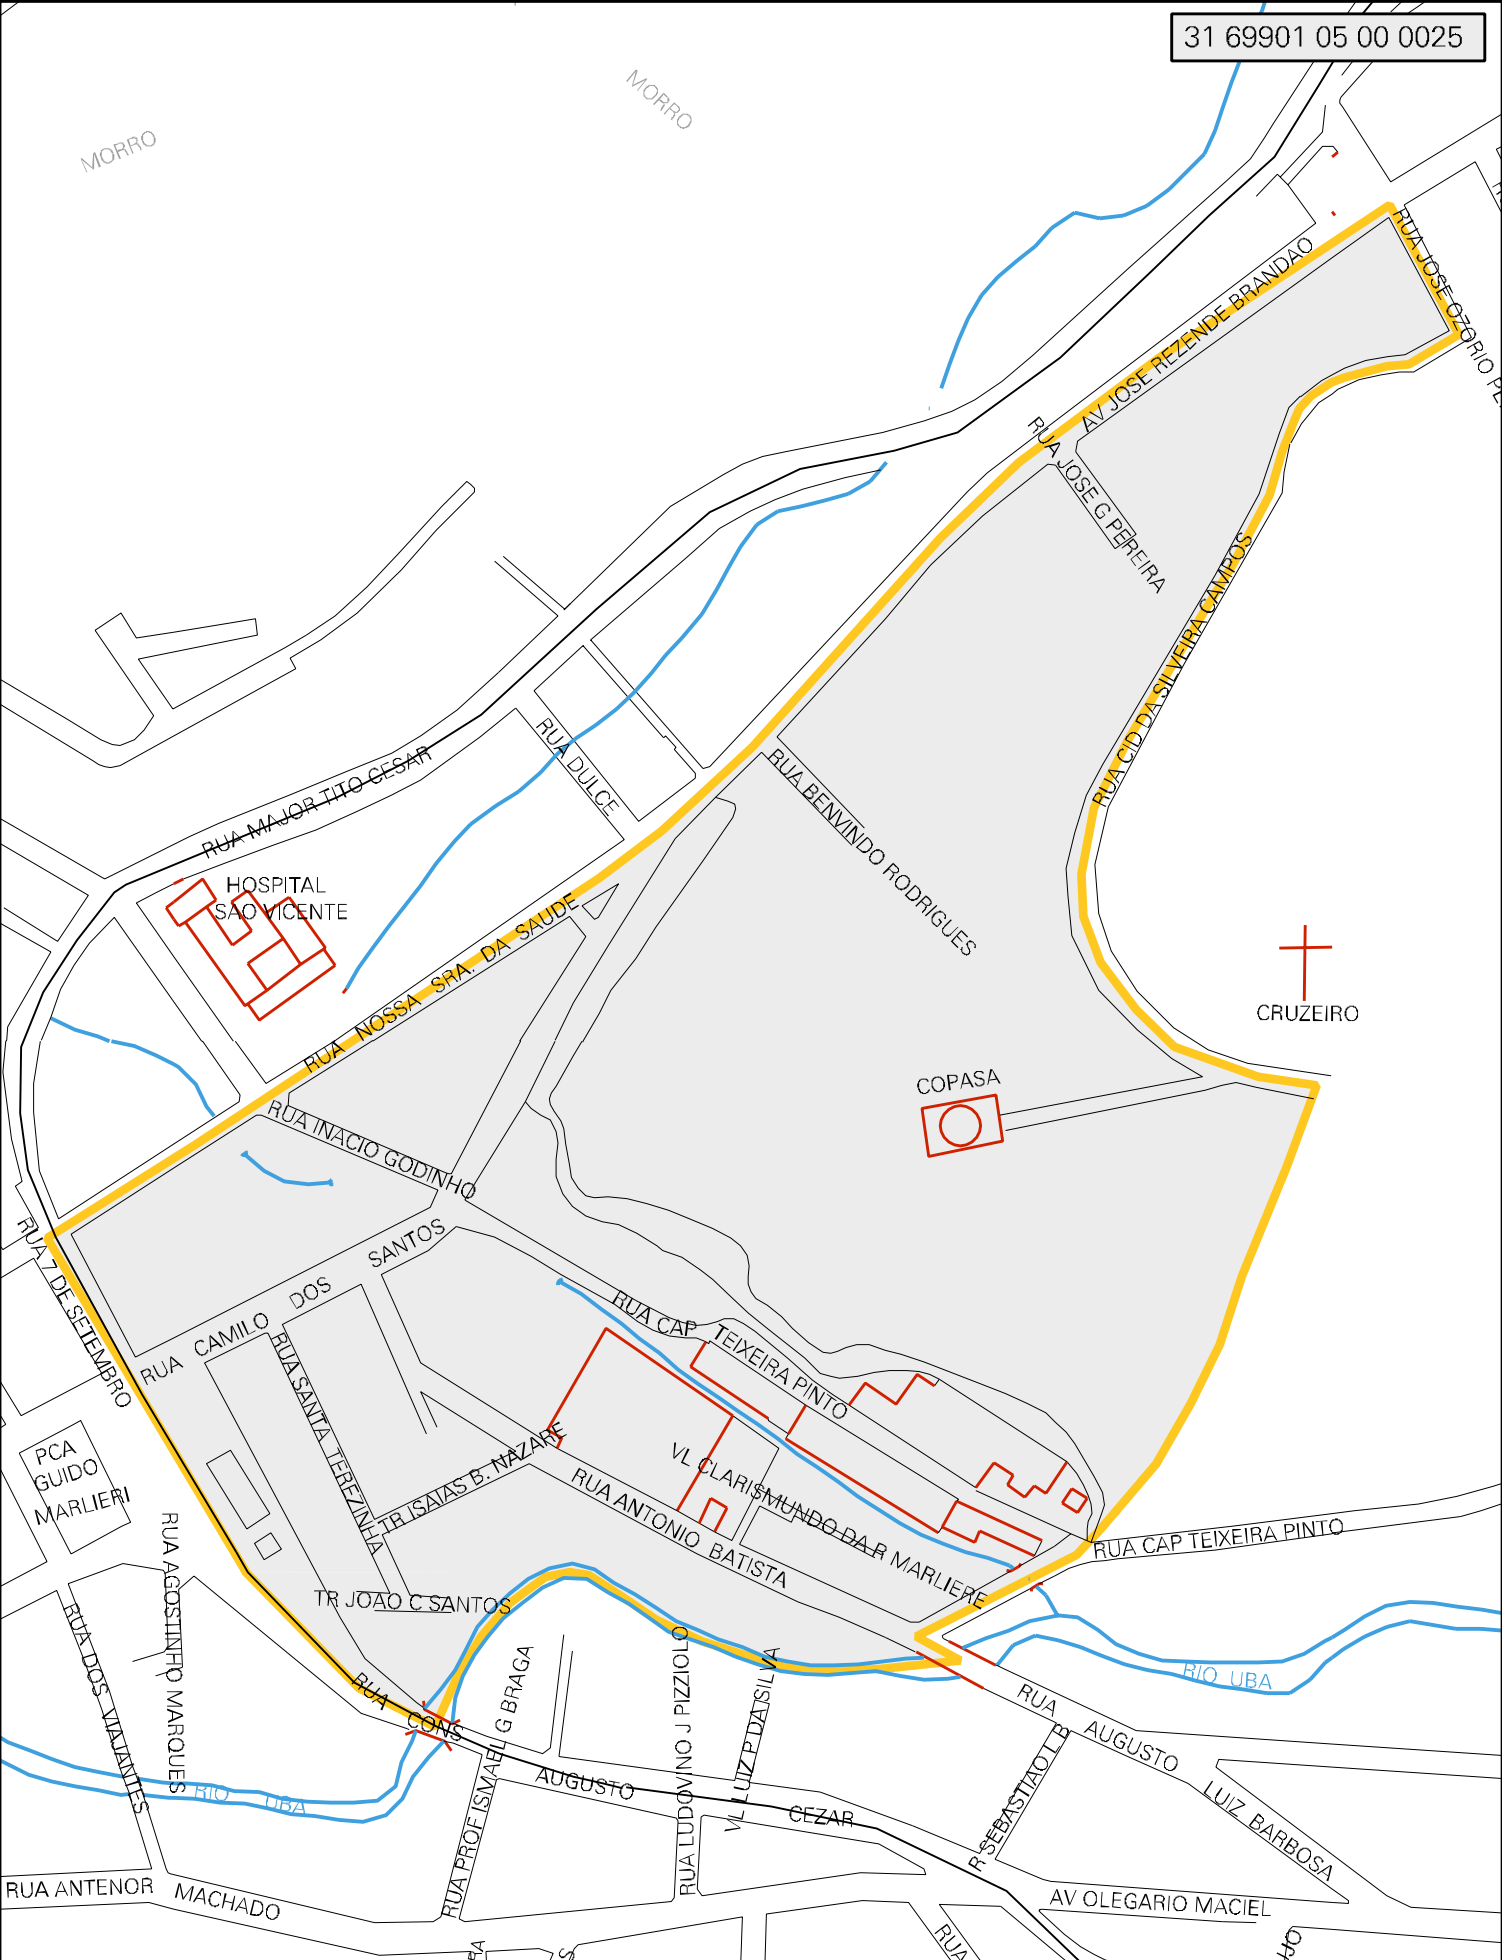 31 69901 05 00 0025
MORRO
MORRO
RUA JOSE OZORIO
AV JOSE REZENDE BRANDAO
RUA JOSE G PEREIRA
RUA CID DA SILVEIRA CAMPOS
RUA DULCE
RUA MAJOR TITO CESAR
RUA BENVINDO RODRIGUES
HOSPITAL
SAO VICENTE
RUA NOSSA SRA. DA SAUDE
CRUZEIRO
COPASA
RUA INACIO GODINHO
RUA 7 DE SETEMBRO
RUA CAMILO DOS SANTOS
RUA CAP TEIXEIRA PINTO
RUA SANTA TEREZINHA
TR ISAIAS B. NAZARE
VL CLARISMUNDO DA R MARLIERE
RUA ANTONIO BATISTA
PCA
GUIDO
MARLIERI
RUA CAP TEIXEIRA PINTO
RUA AGOSTINHO MARQUES
TR JOAO C SANTOS
RUA DOS VIAJANTES
RUA PROF ISMAEL G BRAGA
RUA LUDOVINO J PIZZIOLO
VL LUIZ P DA SILVA
RIO UBA
RUA CONS AUGUSTO CEZAR
RUA AUGUSTO
R SEBASTIAO L B
LUIZ BARBOSA
RIO UBA
RUA ANTENOR MACHADO
AV OLEGARIO MACIEL
RUA